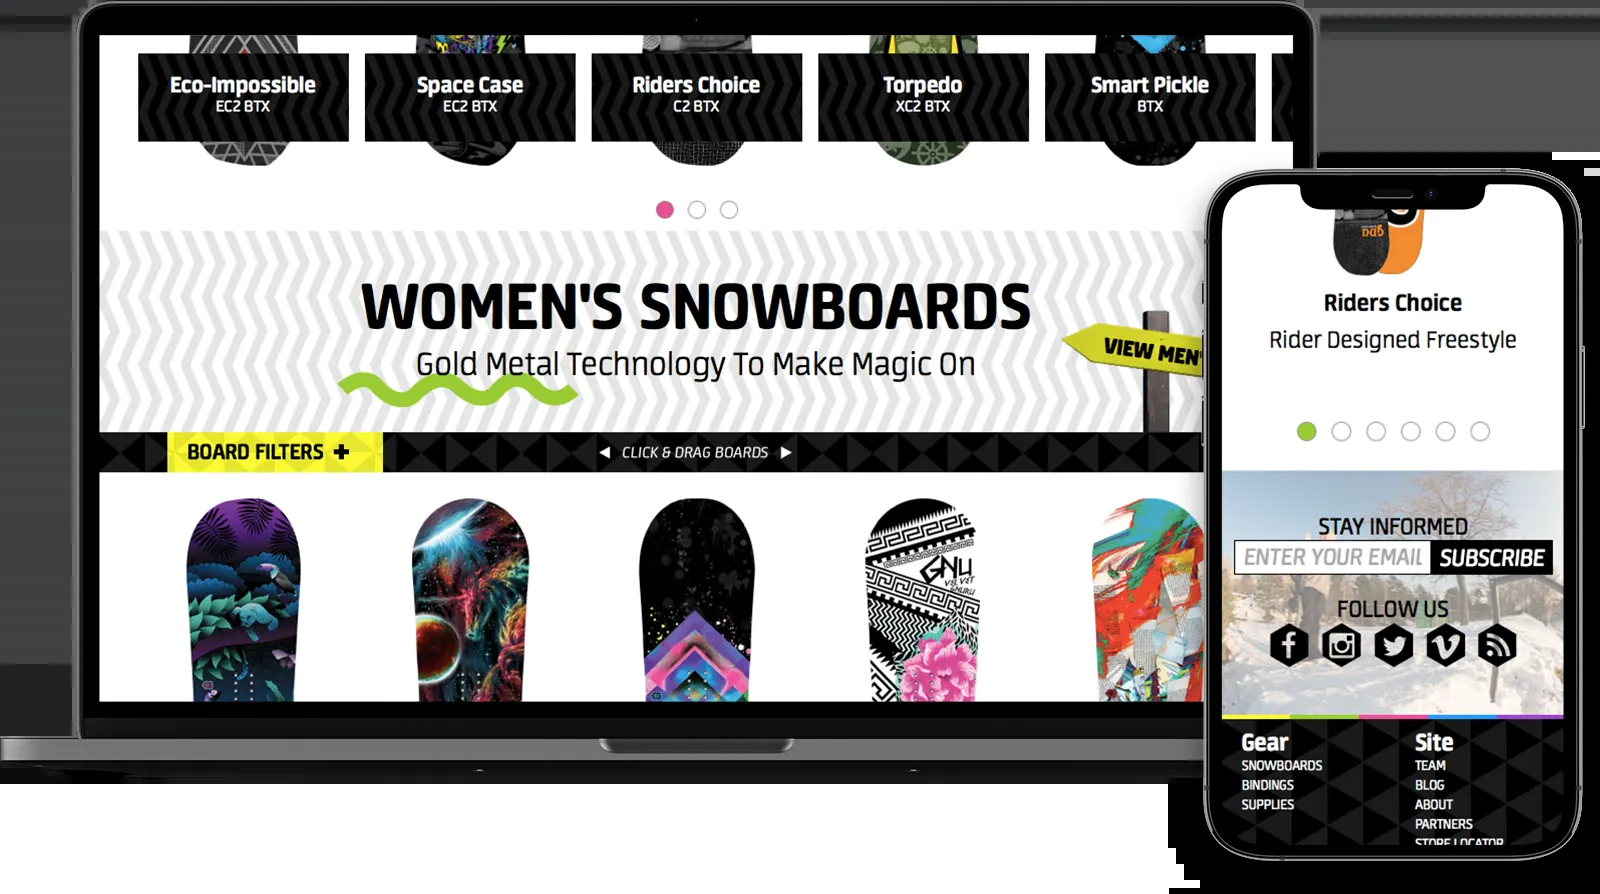 Eco-Impossible
EC2 BTX
Space Case
EC2 BTX
Riders Choice
C2 BTX
Torpedo
XC2 BTX
Smart Pickle
BTX
WOMEN'S SNOWBOARDS
Gold Metal Technology To Make Magic On
VIEW MEN'
BOARD FILTERS +
CLICK & DRAG BOARDS
GNU
VELVET
Riders Choice
Rider Designed Freestyle
STAY INFORMED
ENTER YOUR EMAIL
SUBSCRIBE
FOLLOW US
Gear
SNOWBOARDS
BINDINGS
SUPPLIES
Site
TEAM
BLOG
ABOUT
PARTNERS
STORE LOCATOR